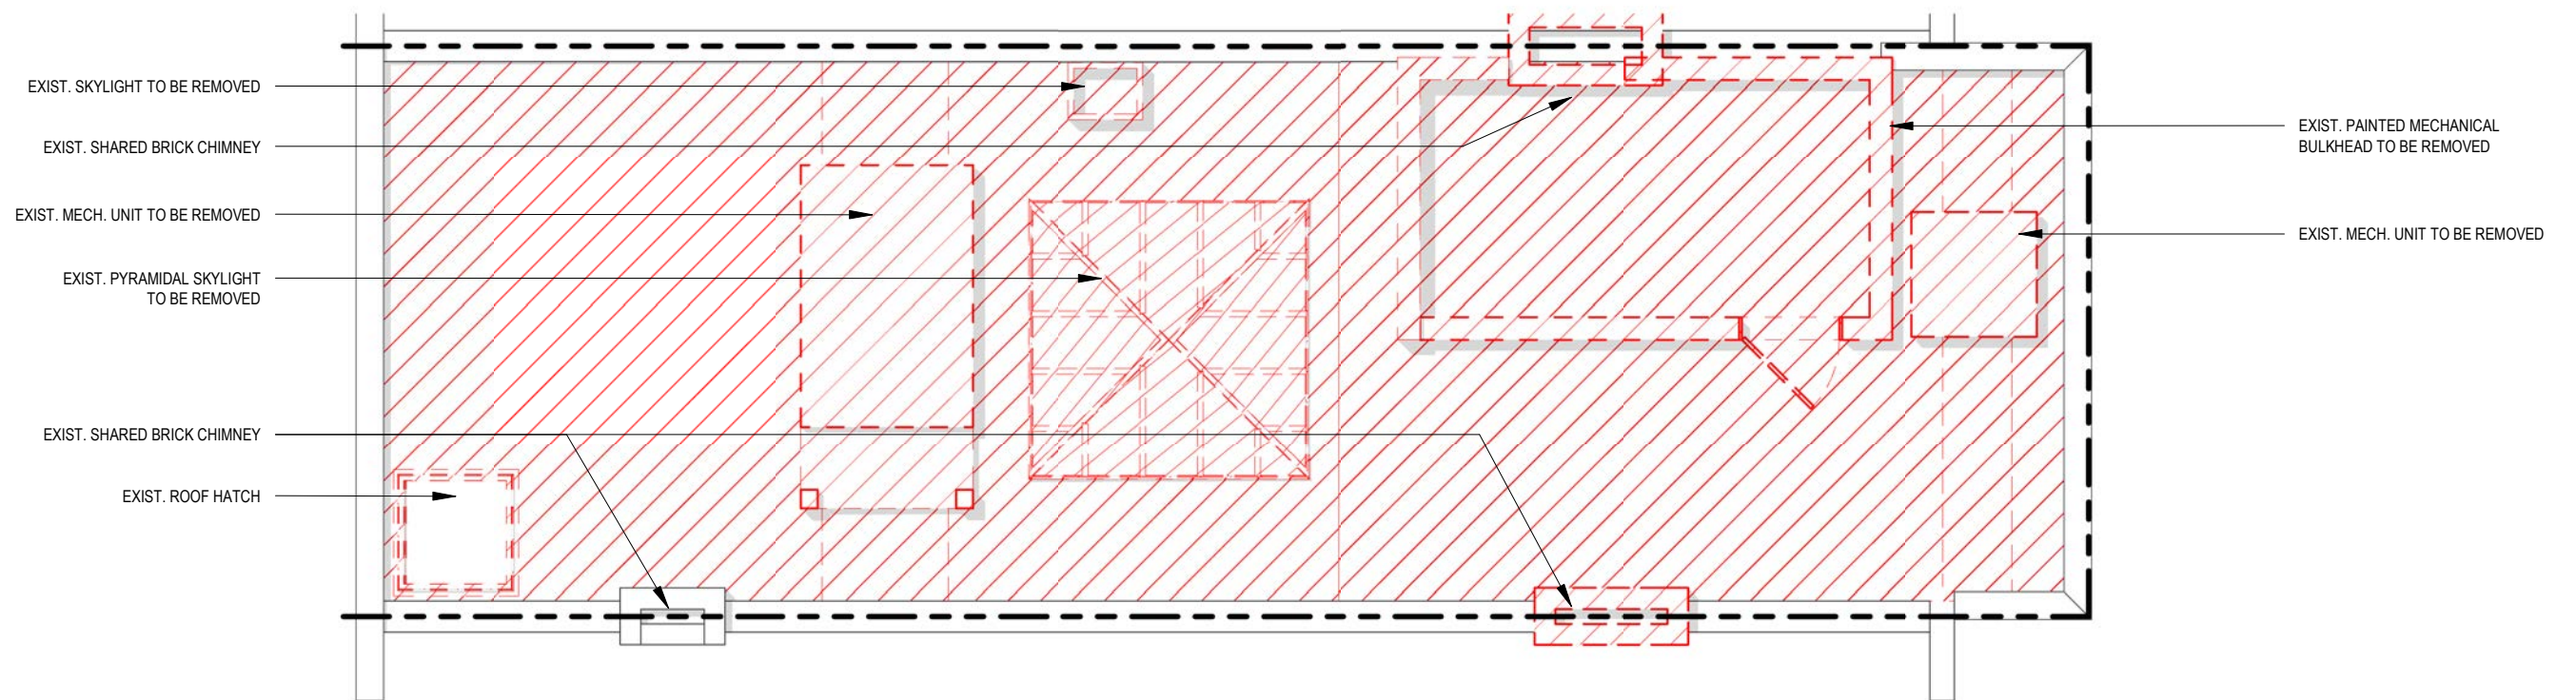 EXIST. SKYLIGHT TO BE REMOVED
EXIST. SHARED BRICK CHIMNEY
EXIST. MECH. UNIT TO BE REMOVED
EXIST. PYRAMIDAL SKYLIGHT
TO BE REMOVED
EXIST. SHARED BRICK CHIMNEY
EXIST. ROOF HATCH
EXIST. PAINTED MECHANICAL
BULKHEAD TO BE REMOVED
EXIST. MECH. UNIT TO BE REMOVED